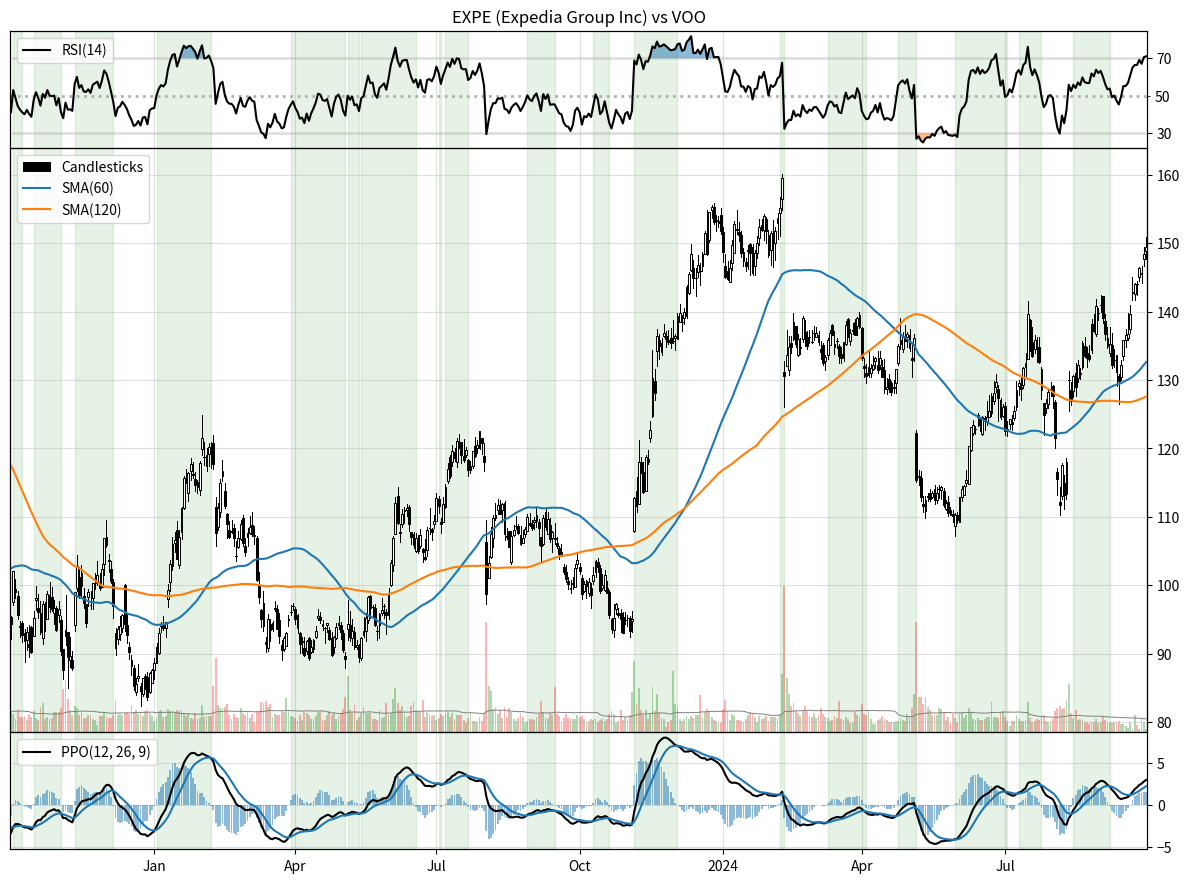 EXPE (Expedia Group Inc) vs VOO
RSI(14)
70
50
30
Candlesticks
SMA(60)
SMA(120)
160
150
140
130
120
110
100
90
80
PPO(12, 26, 9)
5
0
−5
Jan Apr Jul Oct 2024 Apr Jul